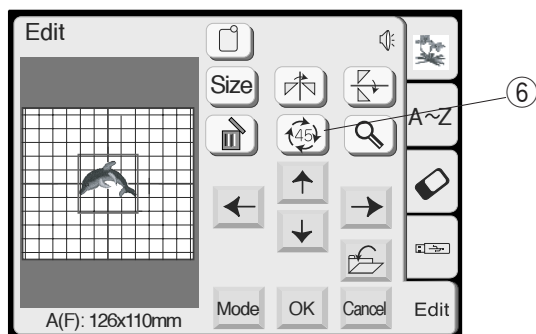 Edit
Size
A~Z
45
⑥
Mode
OK
Cancel
Edit
A(F): 126x110mm